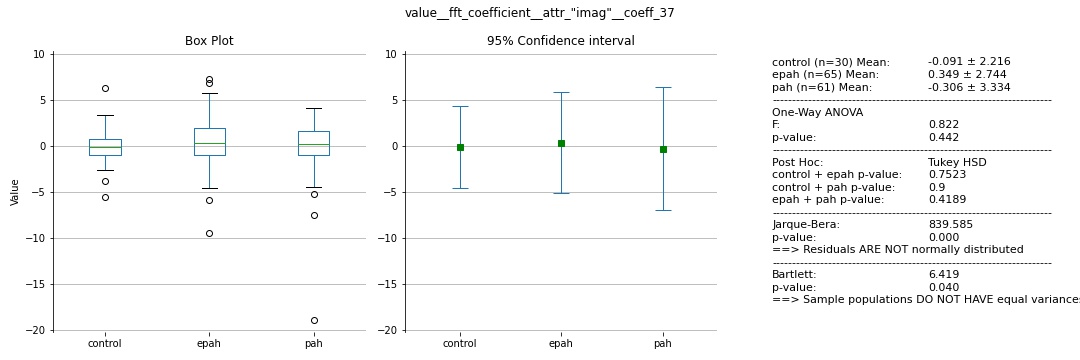 value__fft_coefficient__attr_"imag"__coeff_37
Box Plot
Value
10
5
0
−5
−10
−15
−20
control epah pah
95% Confidence interval
10
5
0
−5
−10
−15
−20
control epah pah
control (n=30) Mean: -0.091 ± 2.216
epah (n=65) Mean: 0.349 ± 2.744
pah (n=61) Mean: -0.306 ± 3.334
One-Way ANOVA
F: 0.822
p-value: 0.442
Post Hoc: Tukey HSD
control + epah p-value: 0.7523
control + pah p-value: 0.9
epah + pah p-value: 0.4189
Jarque-Bera: 839.585
p-value: 0.000
==> Residuals ARE NOT normally distributed
Bartlett: 6.419
p-value: 0.040
==> Sample populations DO NOT HAVE equal variances